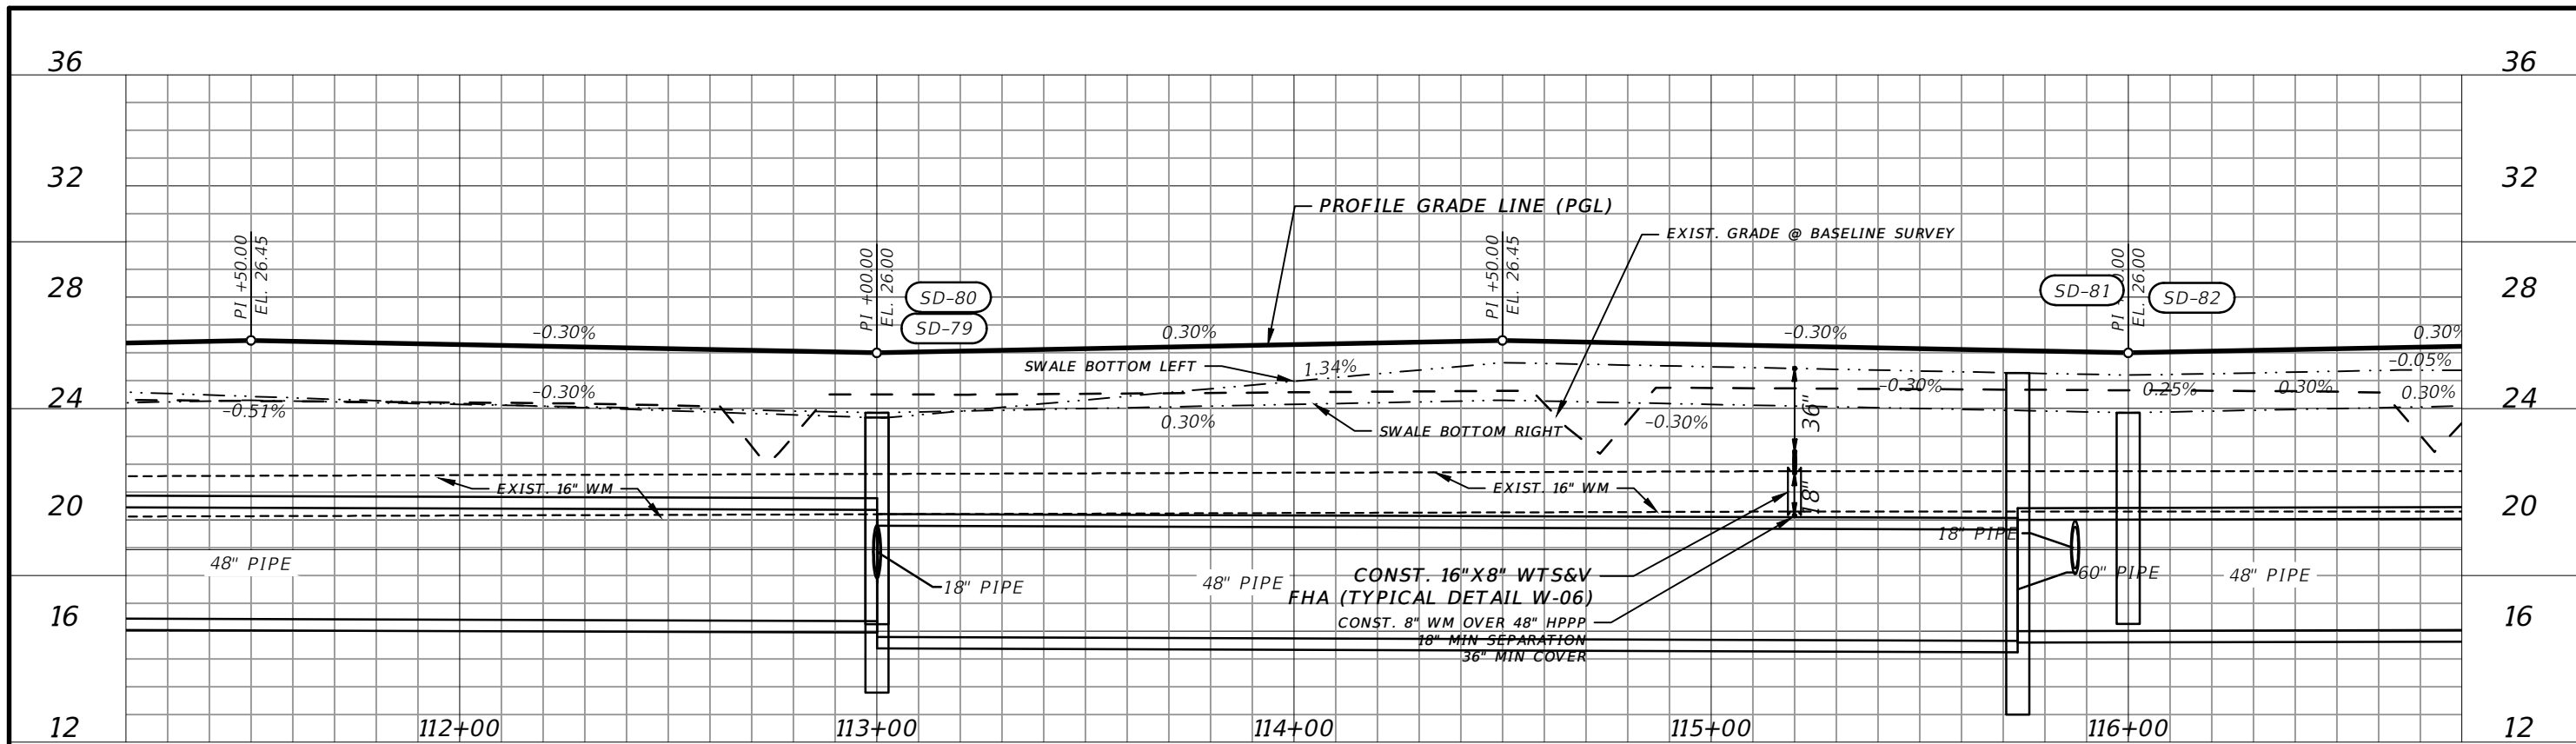 36
36
32
32
PROFILE GRADE LINE (PGL)
EXIST. GRADE @ BASELINE SURVEY
PI +50.00
EL. 26.45
PI +00.00
EL. 26.00
PI +50.00
EL. 26.45
EL. 26.00
28
SD-80
SD-81
SD-82
28
SD-79
-0.30%
0.30%
-0.30%
0.30%
SWALE BOTTOM LEFT
1.34%
-0.05%
-0.30%
-0.30%
0.25%
0.30%
0.30%
24
-0.51%
36"
24
0.30%
SWALE BOTTOM RIGHT
-0.30%
EXIST. 16" WM
EXIST. 16" WM
18"
20
20
18" PIPE
48" PIPE
18" PIPE
48" PIPE
CONST. 16"X8" WTS&V
60" PIPE
48" PIPE
FHA (TYPICAL DETAIL W-06)
16
CONST. 8" WM OVER 48" HPPP
16
18" MIN SEPARATION
36" MIN COVER
12
112+00
113+00
114+00
115+00
116+00
12